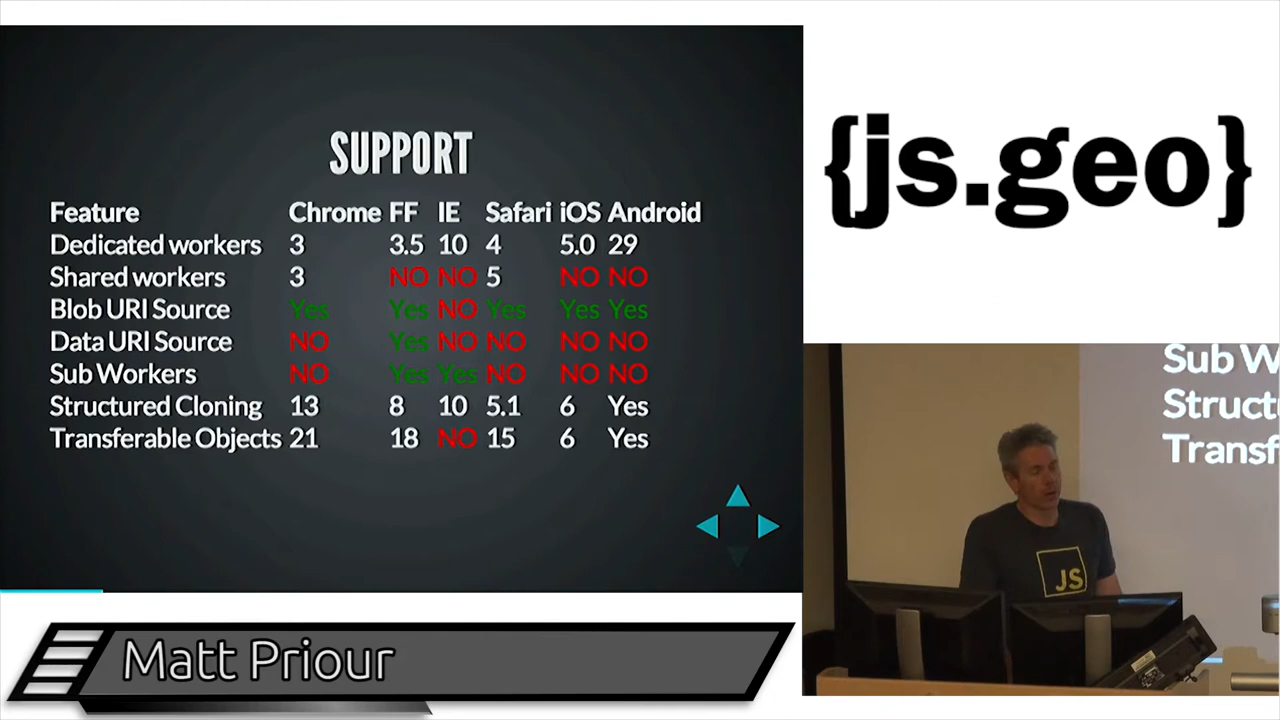 SUPPORT
Feature Chrome FF IE Safari iOS Android
Dedicated workers 3 3.5 10 4 5.0 29
Shared workers 3 NO NO 5 NO NO
Blob URI Source Yes Yes NO Yes Yes Yes
Data URI Source NO Yes NO NO NO NO
Sub Workers NO Yes Yes NO NO NO
Structured Cloning 13 8 10 5.1 6 Yes
Transferable Objects 21 18 NO 15 6 Yes
{js.geo}
Sub W
Struct
Transf
JS
Matt Priour